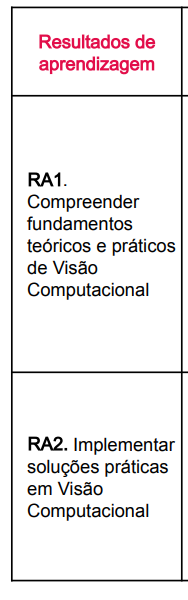 Resultados de
aprendizagem
RA1.
Compreender
fundamentos
teóricos e práticos
de Visão
Computacional
RA2. Implementar
soluções práticas
em Visão
Computacional